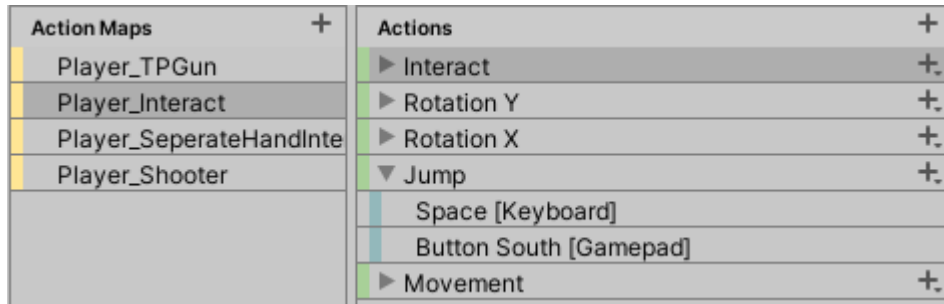 Action Maps
Player_TPGun
Player_Interact
Player_SeperateHandInte
Player_Shooter
Actions
Interact
Rotation Y
Rotation X
Jump
Space [Keyboard]
Button South [Gamepad]
Movement